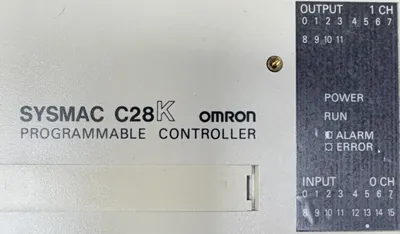 SYSMAC C28K OMRON
PROGRAMMABLE CONTROLLER
OUTPUT 1 CH
0 1 2 3 4 5 6 7
8 9 10 11
POWER
RUN
ALARM
ERROR
INPUT 0 CH
0 1 2 3 4 5 6 7
8 9 10 11 12 13 14 15